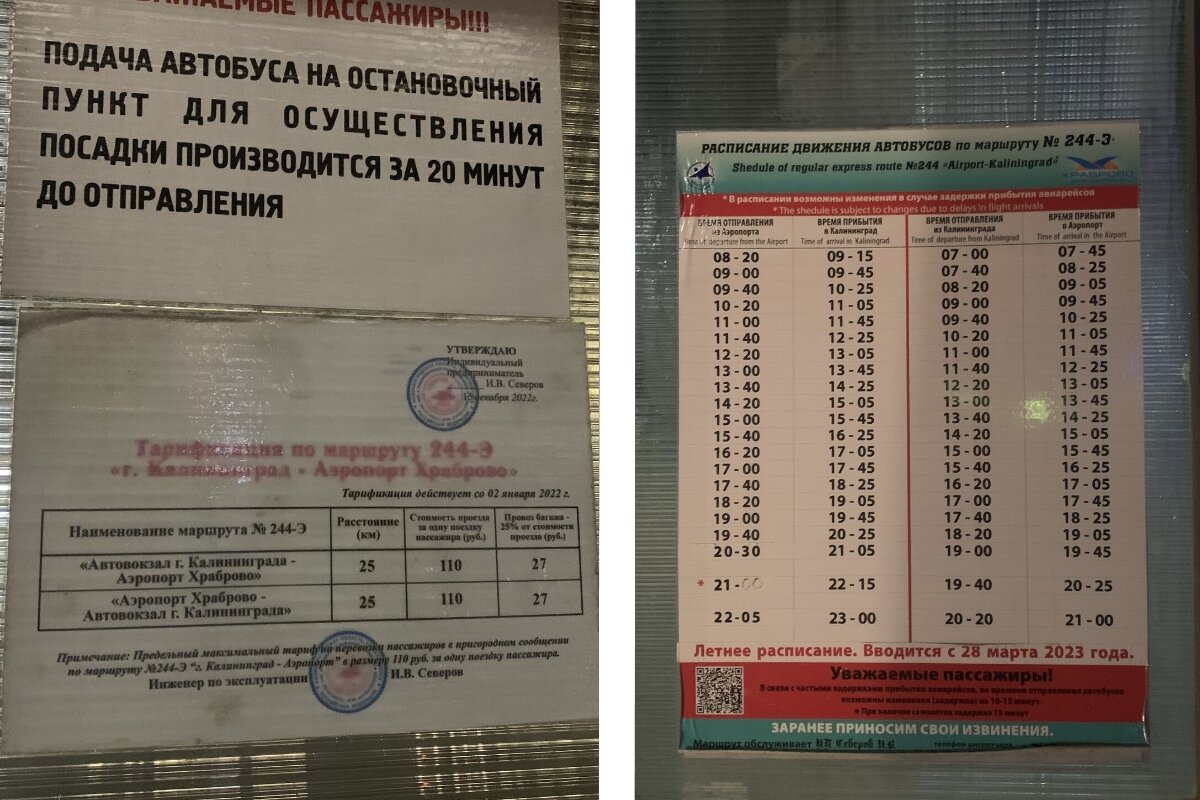 УВАЖАЕМЫЕ ПАССАЖИРЫ!!!
ПОДАЧА АВТОБУСА НА ОСТАНОВОЧНЫЙ
ПУНКТ ДЛЯ ОСУЩЕСТВЛЕНИЯ
ПОСАДКИ ПРОИЗВОДИТСЯ ЗА 20 МИНУТ
ДО ОТПРАВЛЕНИЯ
УТВЕРЖДАЮ
Индивидуальный
предприниматель
И.В. Северов
15 декабря 2022г.
Тарификация по маршруту 244-Э
«г. Калининград - Аэропорт Храброво»
Тарификация действует со 02 января 2022 г.
Наименование маршрута № 244-Э
Расстояние
(км)
Стоимость проезда
за одну поездку
пассажира (руб.)
Провоз багажа -
25% от стоимости
проезда (руб.)
«Автовокзал г. Калининграда -
Аэропорт Храброво»
25 110 27
«Аэропорт Храброво -
Автовокзал г. Калининграда»
25 110 27
Примечание: Предельный максимальный тариф на перевозки пассажиров в пригородном сообщении
по маршруту №244-Э "г. Калининград - Аэропорт" в размере 110 руб. за одну поездку пассажира.
Инженер по эксплуатации И.В. Северов
РАСПИСАНИЕ ДВИЖЕНИЯ АВТОБУСОВ по маршруту № 244-Э
Shedule of regular express route №244 «Airport-Kaliningrad»
ХРАБРОВО
* В расписании возможны изменения в случае задержки прибытия авиарейсов
* The shedule is subject to changes due to delays in flight arrivals
ВРЕМЯ ОТПРАВЛЕНИЯ
из Аэропорта
Time of departure from the Airport
ВРЕМЯ ПРИБЫТИЯ
в Калининград
Time of arrival in Kaliningrad
ВРЕМЯ ОТПРАВЛЕНИЯ
из Калининграда
Time of departure from Kaliningrad
ВРЕМЯ ПРИБЫТИЯ
в Аэропорт
Time of arrival in the Airport
08 - 20 09 - 15 07 - 00 07 - 45
09 - 00 09 - 45 07 - 40 08 - 25
09 - 40 10 - 25 08 - 20 09 - 05
10 - 20 11 - 05 09 - 00 09 - 45
11 - 00 11 - 45 09 - 40 10 - 25
11 - 40 12 - 25 10 - 20 11 - 05
12 - 20 13 - 05 11 - 00 11 - 45
13 - 00 13 - 45 11 - 40 12 - 25
13 - 40 14 - 25 12 - 20 13 - 05
14 - 20 15 - 05 13 - 00 13 - 45
15 - 00 15 - 45 13 - 40 14 - 25
15 - 40 16 - 25 14 - 20 15 - 05
16 - 20 17 - 05 15 - 00 15 - 45
17 - 00 17 - 45 15 - 40 16 - 25
17 - 40 18 - 25 16 - 20 17 - 05
18 - 20 19 - 05 17 - 00 17 - 45
19 - 00 19 - 45 17 - 40 18 - 25
19 - 40 20 - 25 18 - 20 19 - 05
20 - 30 21 - 05 19 - 00 19 - 45
* 21 - 00 22 - 15 19 - 40 20 - 25
22 - 05 23 - 00 20 - 20 21 - 00
Летнее расписание. Вводится с 28 марта 2023 года.
Уважаемые пассажиры!
В связи с частыми задержками прибытия авиарейсов, во времени отправления автобусов
возможны изменения (задержка) на 10-15 минут.
* При наличии самолетов задержка 15 минут
ЗАРАНЕЕ ПРИНОСИМ СВОИ ИЗВИНЕНИЯ.
Маршрут обслуживает ИП Северов И.В. телефон диспетчера